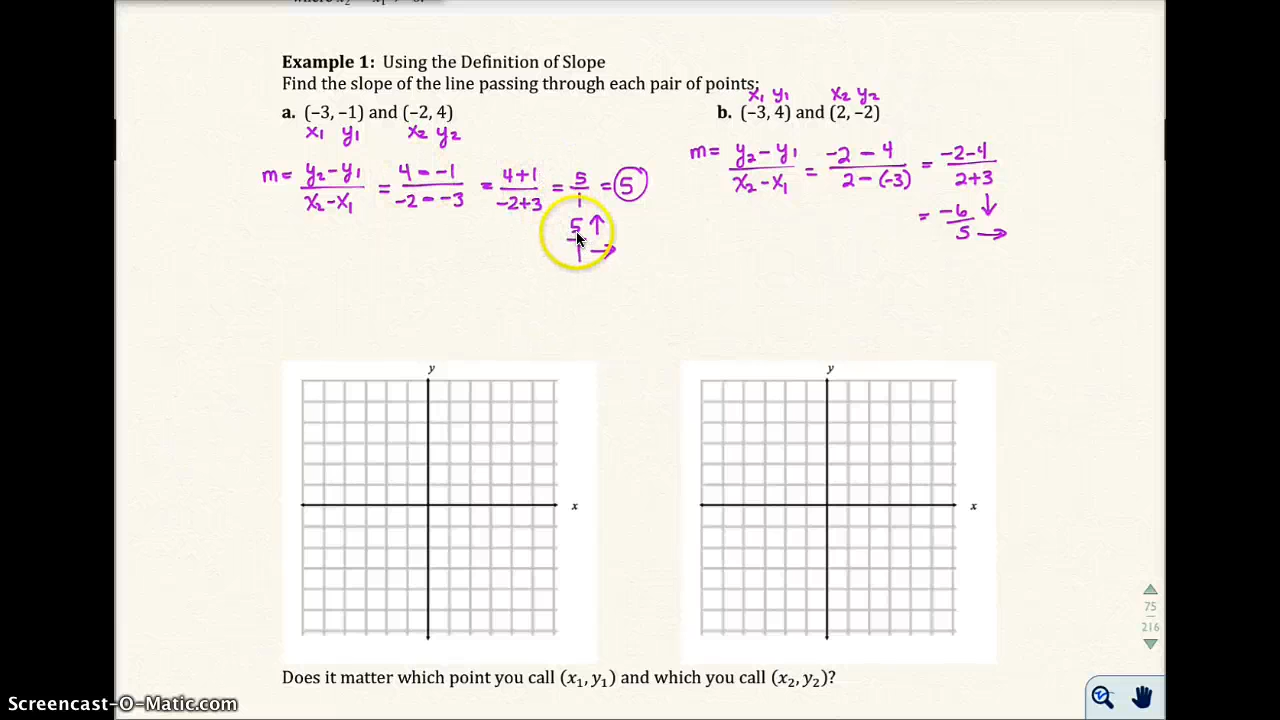 Example 1: Using the Definition of Slope
Find the slope of the line passing through each pair of points:
a. (–3, –1) and (–2, 4)
x₁ y₁ x₂ y₂
m = y₂ – y₁ / x₂ – x₁ = 4 – –1 / –2 – –3 = 4+1 / –2+3 = 5/1 = 5
5 ↑ / 1 →
x₁ y₁ x₂ y₂
b. (–3, 4) and (2, –2)
m = y₂ – y₁ / x₂ – x₁ = –2 – 4 / 2 – (–3) = –2–4 / 2+3
= –6 ↓ / 5 →
y
x
y
x
75
216
Does it matter which point you call (x₁, y₁) and which you call (x₂, y₂)?
Screencast-O-Matic.com